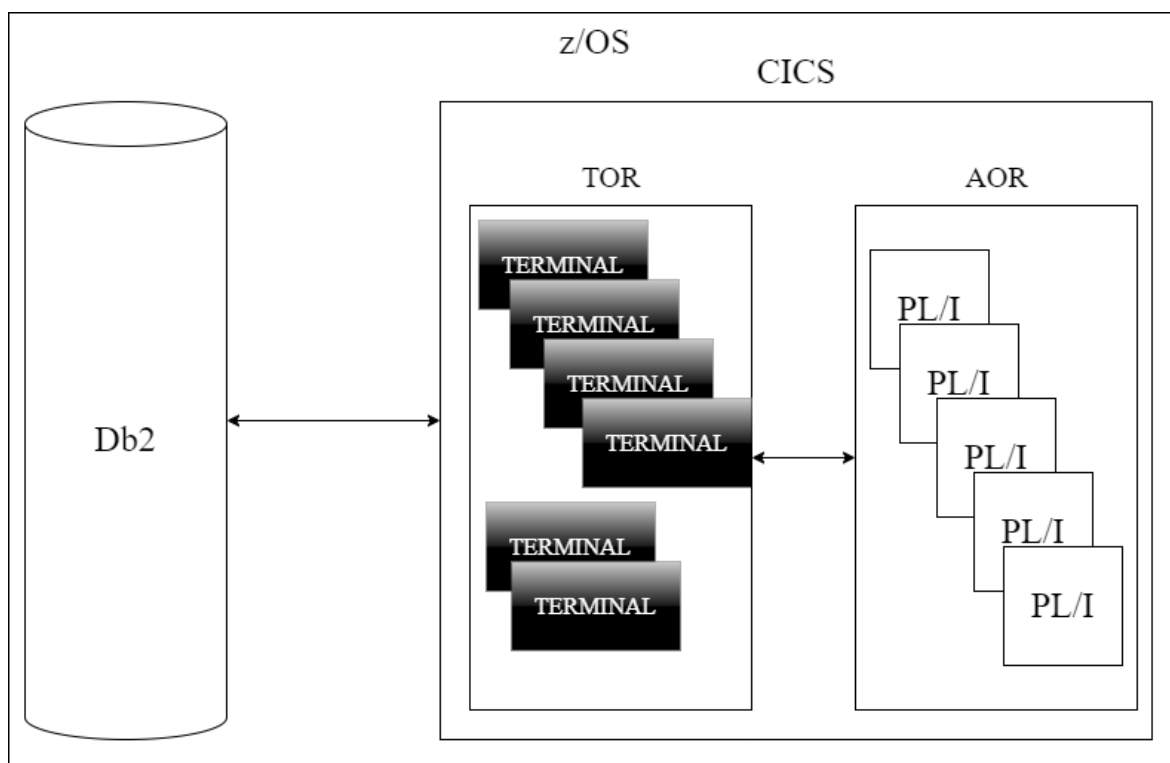 z/OS
CICS
TOR
AOR
TERMINAL
TERMINAL
TERMINAL
TERMINAL
TERMINAL
TERMINAL
PL/I
PL/I
PL/I
PL/I
PL/I
Db2